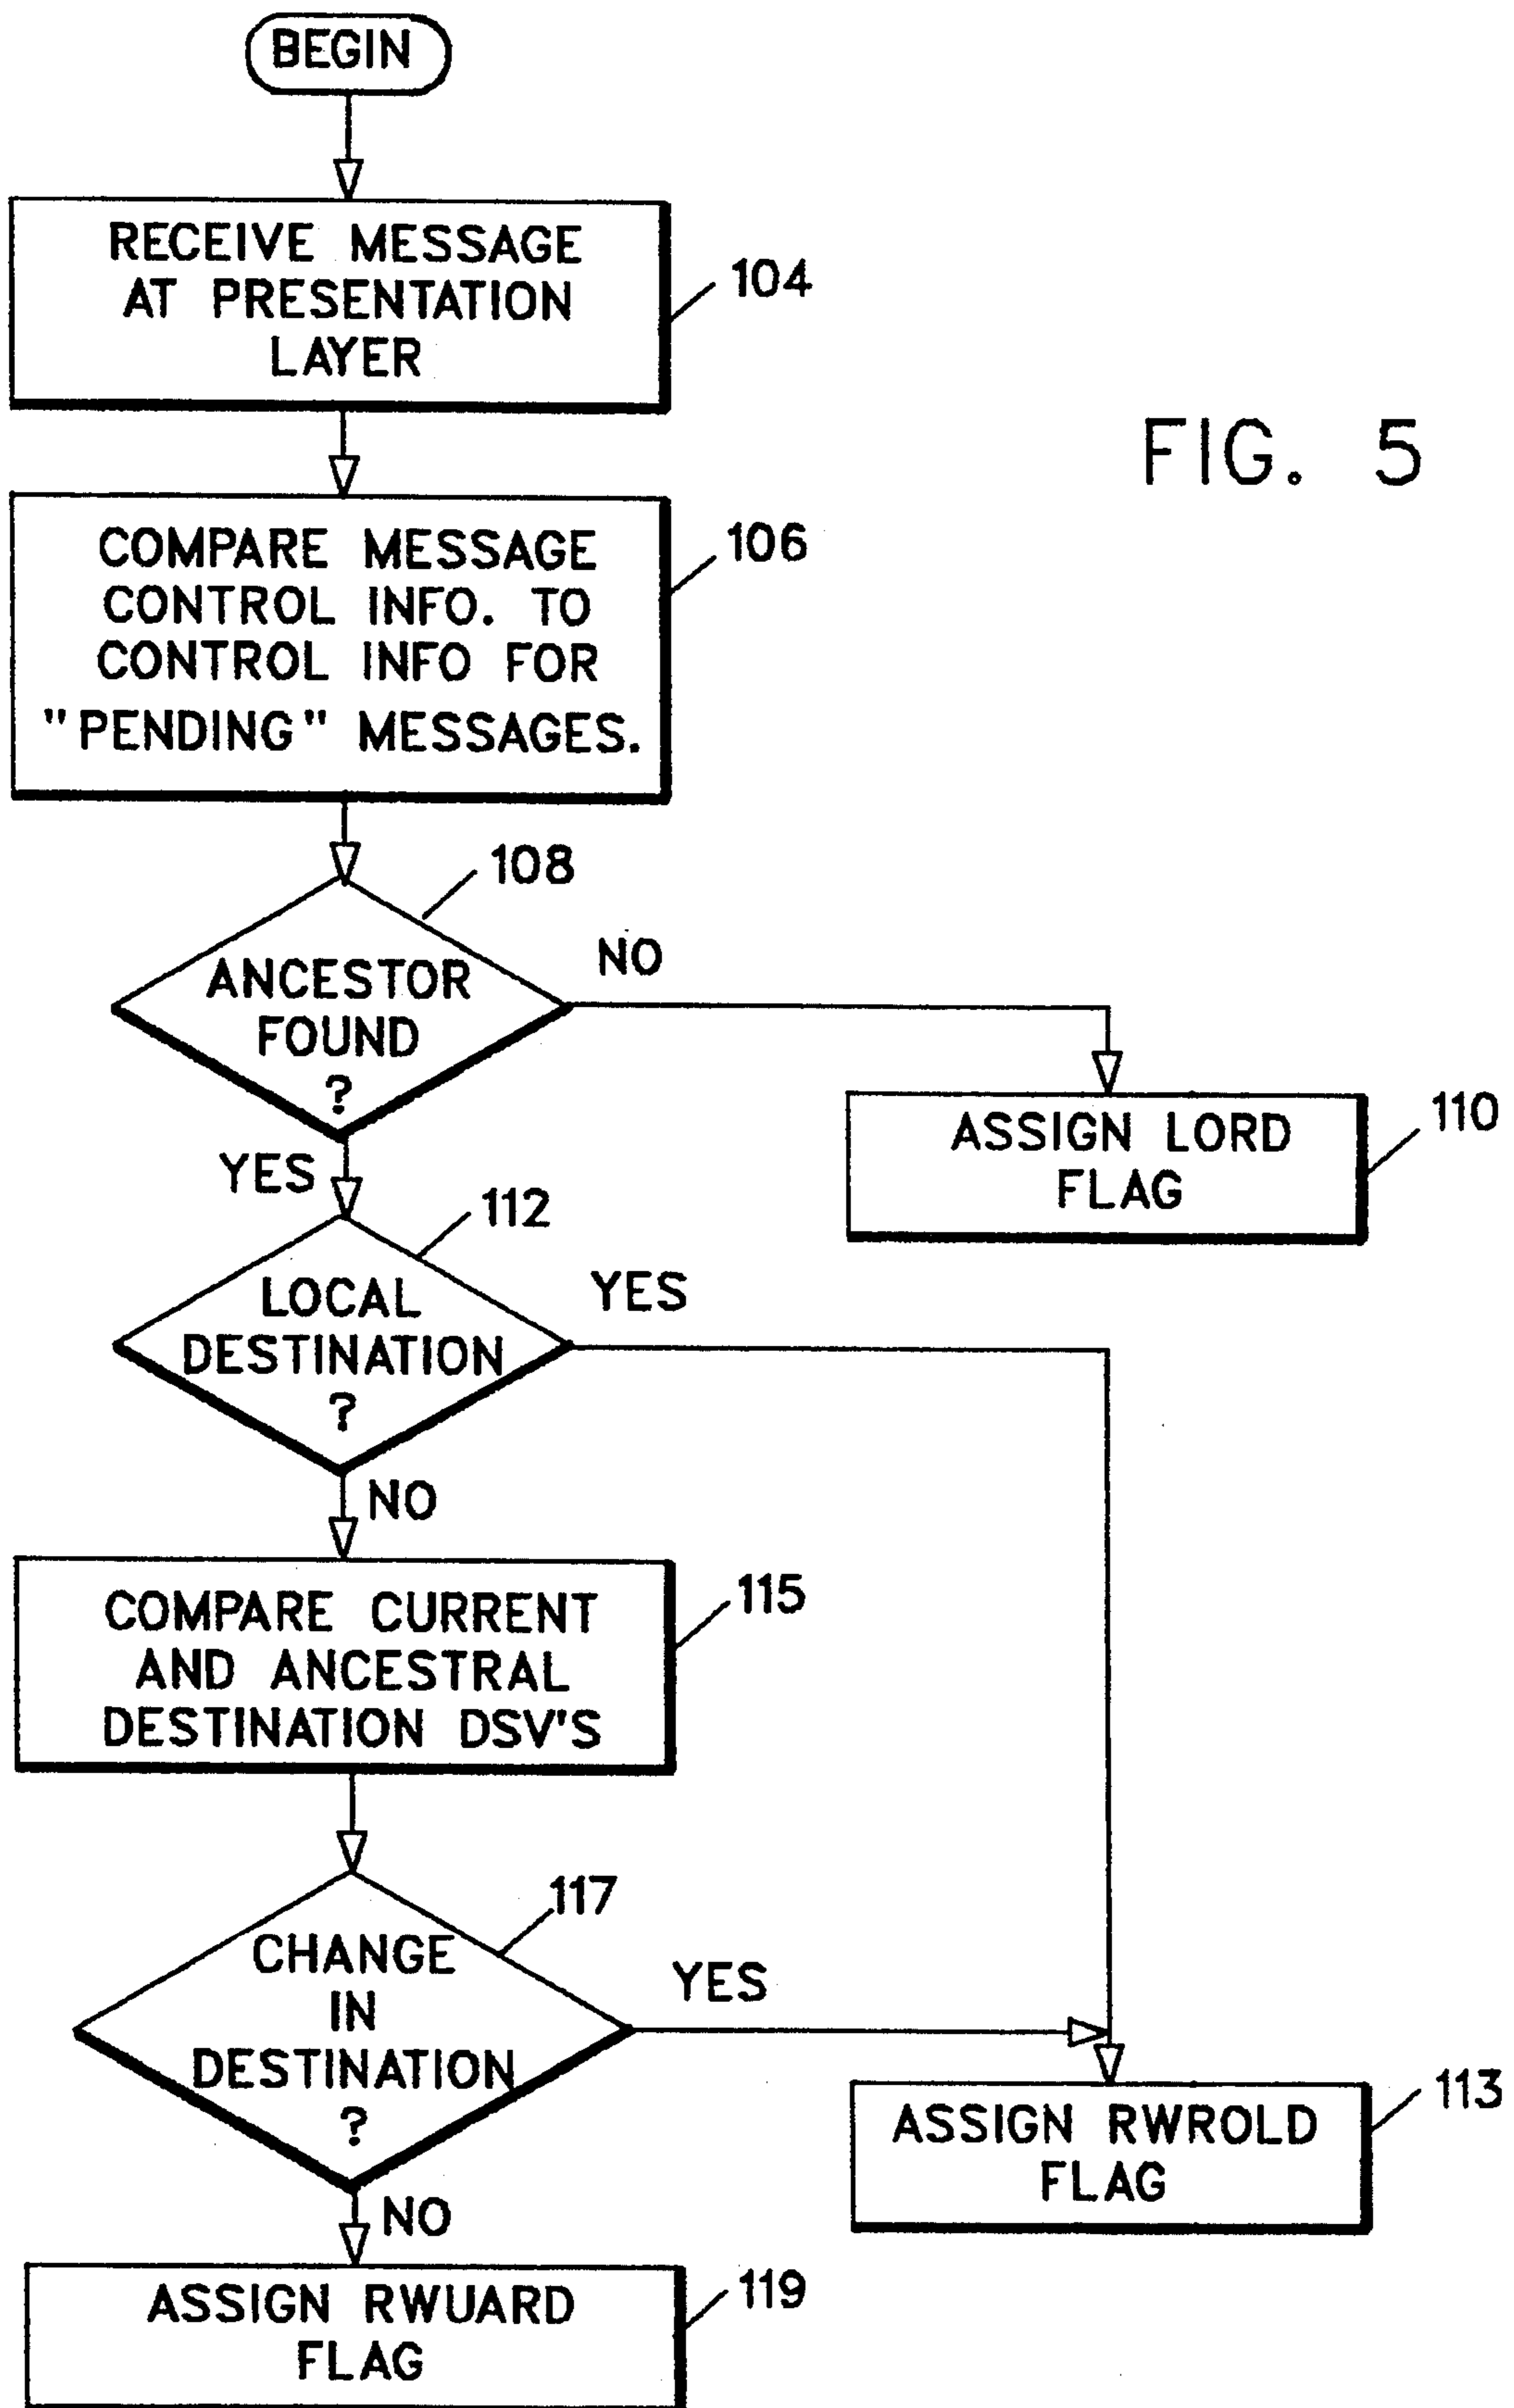 BEGIN
RECEIVE MESSAGE
AT PRESENTATION
LAYER
104
FIG. 5
COMPARE MESSAGE
CONTROL INFO. TO
CONTROL INFO FOR
"PENDING" MESSAGES.
106
108
ANCESTOR
FOUND
?
NO
YES
ASSIGN LORD
FLAG
110
112
LOCAL
DESTINATION
?
YES
NO
COMPARE CURRENT
AND ANCESTRAL
DESTINATION DSV'S
115
117
CHANGE
IN
DESTINATION
?
YES
NO
ASSIGN RWROLD
FLAG
113
ASSIGN RWUARD
FLAG
119